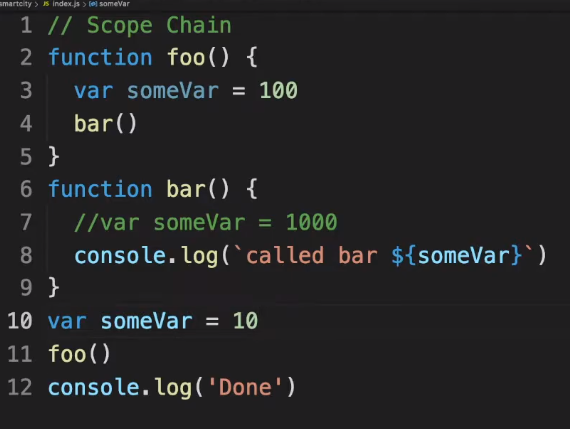 smartcity > JS index.js > someVar
1 // Scope Chain
2 function foo() {
3 var someVar = 100
4 bar()
5 }
6 function bar() {
7 //var someVar = 1000
8 console.log(`called bar ${someVar}`)
9 }
10 var someVar = 10
11 foo()
12 console.log('Done')